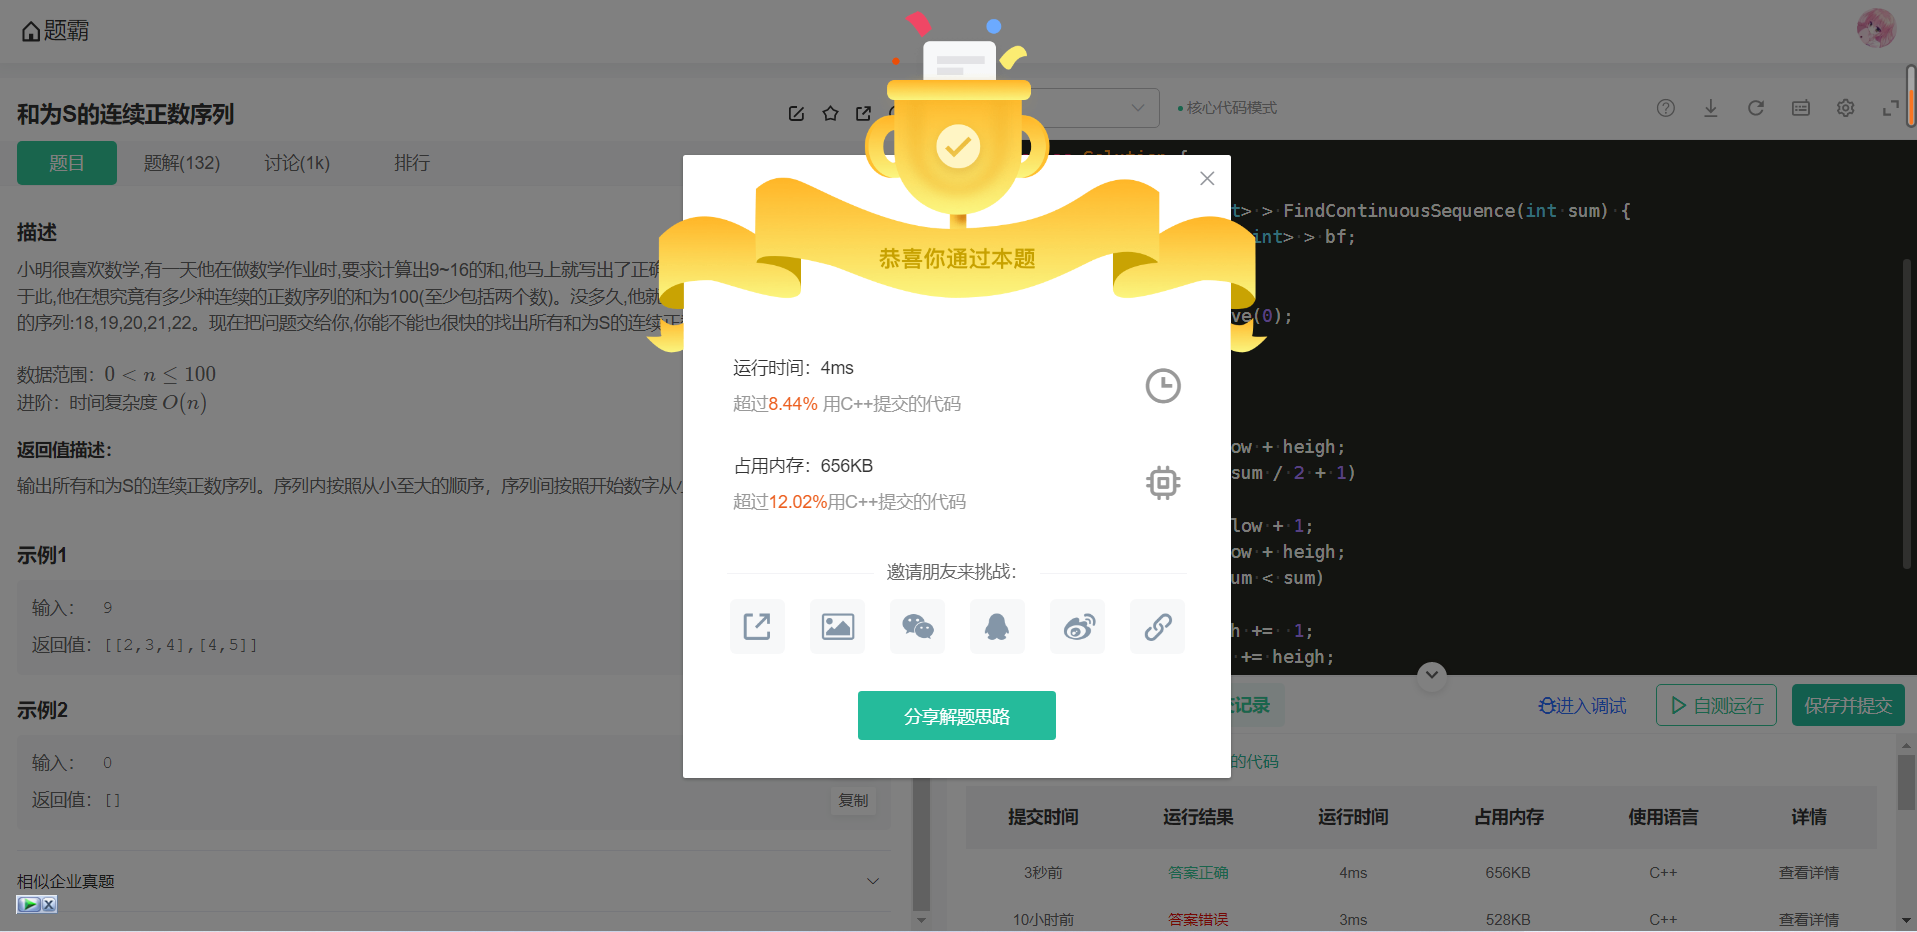 题霸
和为S的连续正数序列
题目
题解(132)
讨论(1k)
排行
描述
小明很喜欢数学,有一天他在做数学作业时,要求计算出9~16的和,他马上就写出了正确
于此,他在想究竟有多少种连续的正数序列的和为100(至少包括两个数)。没多久,他就
的序列:18,19,20,21,22。现在把问题交给你,你能不能也很快的找出所有和为S的连续正
数据范围：0 < n ≤ 100
进阶：时间复杂度 O(n)
返回值描述：
输出所有和为S的连续正数序列。序列内按照从小至大的顺序，序列间按照开始数字从小
示例1
输入： 9
返回值：[[2,3,4],[4,5]]
示例2
输入： 0
返回值：[]
复制
相似企业真题
恭喜你通过本题
运行时间：4ms
超过8.44% 用C++提交的代码
占用内存：656KB
超过12.02%用C++提交的代码
邀请朋友来挑战：
分享解题思路
核心代码模式
Solution {
t> > FindContinuousSequence(int sum) {
int> > bf;
ve(0);
ow + heigh;
sum / 2 + 1)
low + 1;
ow + heigh;
um < sum)
h += 1;
+= heigh;
记录
进入调试
自测运行
保存并提交
的代码
提交时间 运行结果 运行时间 占用内存 使用语言 详情
3秒前 答案正确 4ms 656KB C++ 查看详情
10小时前 答案错误 3ms 528KB C++ 查看详情